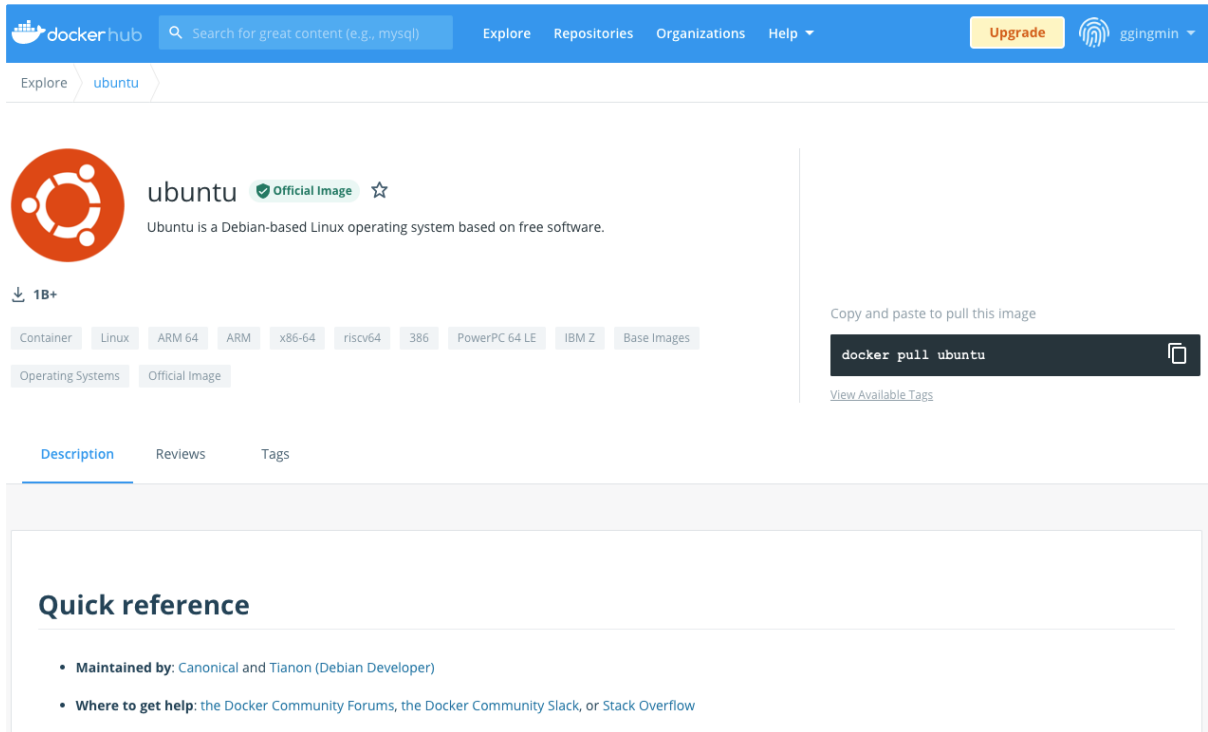 dockerhub Search for great content (e.g., mysql) Explore Repositories Organizations Help Upgrade ggingmin
Explore ubuntu
ubuntu Official Image
Ubuntu is a Debian-based Linux operating system based on free software.
1B+
Container Linux ARM 64 ARM x86-64 riscv64 386 PowerPC 64 LE IBM Z Base Images
Operating Systems Official Image
Copy and paste to pull this image
docker pull ubuntu
View Available Tags
Description Reviews Tags
Quick reference
• Maintained by: Canonical and Tianon (Debian Developer)
• Where to get help: the Docker Community Forums, the Docker Community Slack, or Stack Overflow